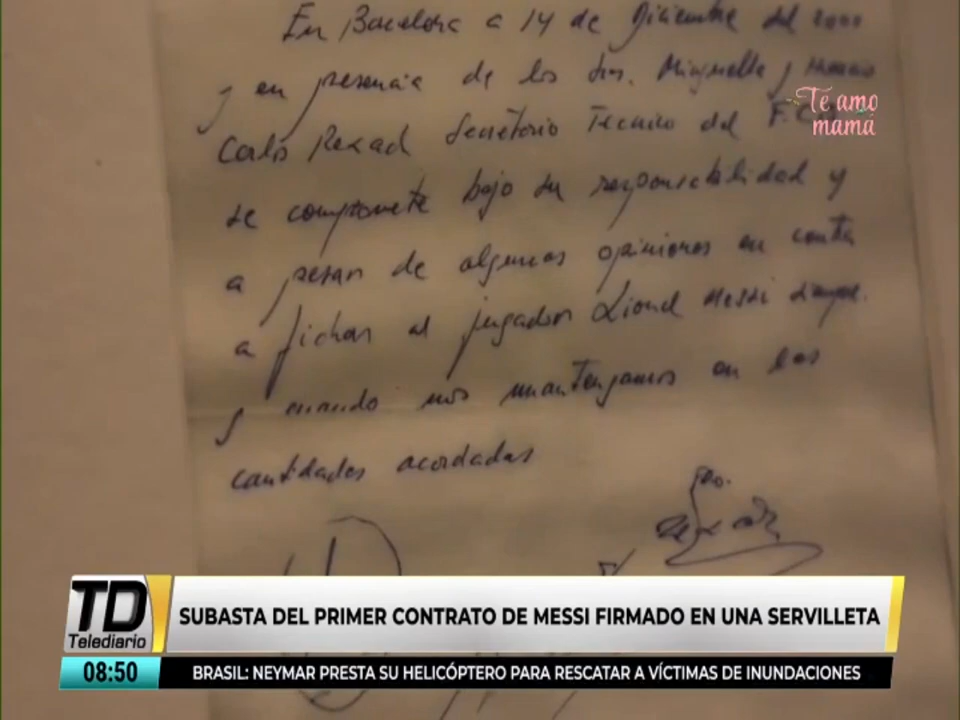 En Barcelona a 14 de Diciembre del 2000
y en presencia de los Srs. Minguella y Horacio
Carlos Rexach Secretario Tecnico del F.C.B
se compromete bajo su responsabilidad y
a pesar de algunas opiniones en contra
a fichar al jugador Lionel Messi siempre
y cuando nos mantengamos en las
cantidades acordadas
Te amo
mamá
TD
Telediario
SUBASTA DEL PRIMER CONTRATO DE MESSI FIRMADO EN UNA SERVILLETA
08:50
BRASIL: NEYMAR PRESTA SU HELICÓPTERO PARA RESCATAR A VÍCTIMAS DE INUNDACIONES